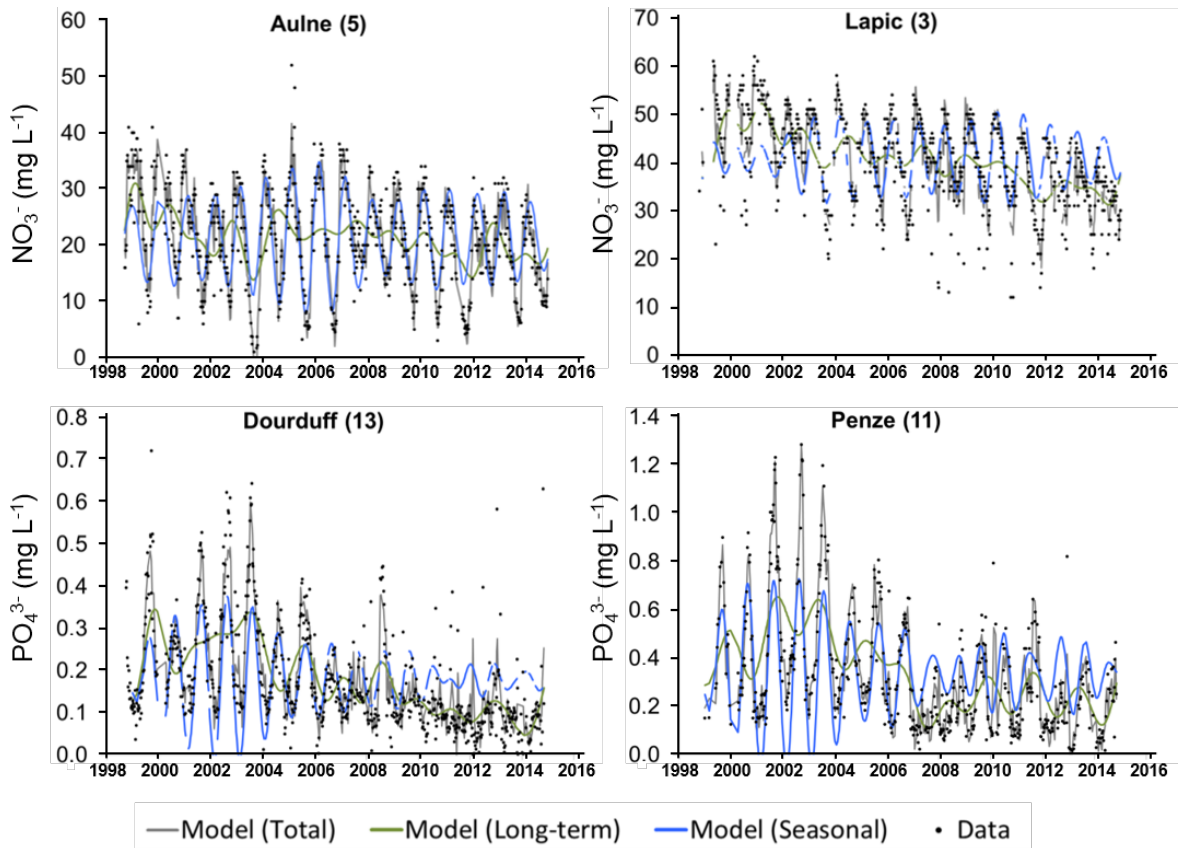 Aulne (5)
NO₃⁻ (mg L⁻¹)
60
50
40
30
20
10
0
1998 2000 2002 2004 2006 2008 2010 2012 2014 2016
Lapic (3)
NO₃⁻ (mg L⁻¹)
70
60
50
40
30
20
10
0
1998 2000 2002 2004 2006 2008 2010 2012 2014 2016
Dourduff (13)
PO₄³⁻ (mg L⁻¹)
0.8
0.7
0.6
0.5
0.4
0.3
0.2
0.1
0.0
1998 2000 2002 2004 2006 2008 2010 2012 2014 2016
Penze (11)
PO₄³⁻ (mg L⁻¹)
1.4
1.2
1.0
0.8
0.6
0.4
0.2
0.0
1998 2000 2002 2004 2006 2008 2010 2012 2014 2016
Model (Total) Model (Long-term) Model (Seasonal) Data